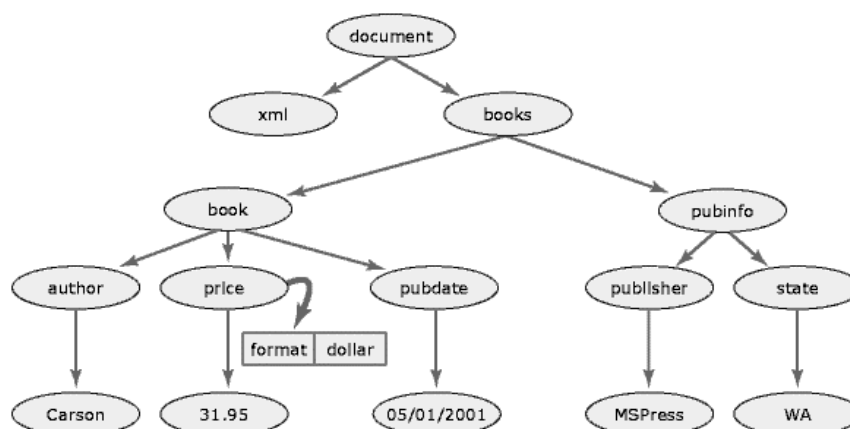 document
xml
books
book
pubinfo
author
price
pubdate
publisher
state
format dollar
Carson
31.95
05/01/2001
MSPress
WA